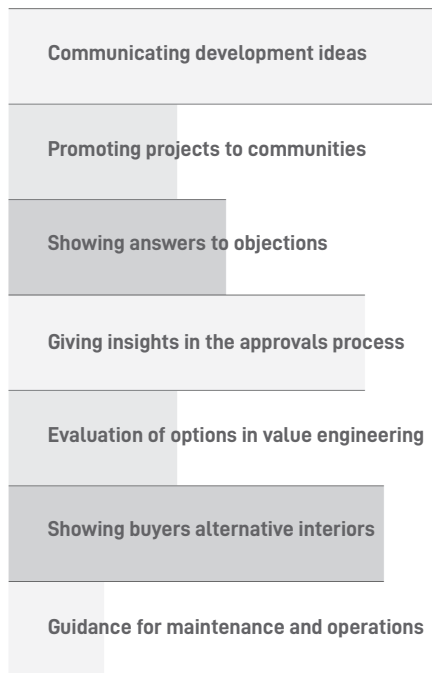 Communicating development ideas
Promoting projects to communities
Showing answers to objections
Giving insights in the approvals process
Evaluation of options in value engineering
Showing buyers alternative interiors
Guidance for maintenance and operations